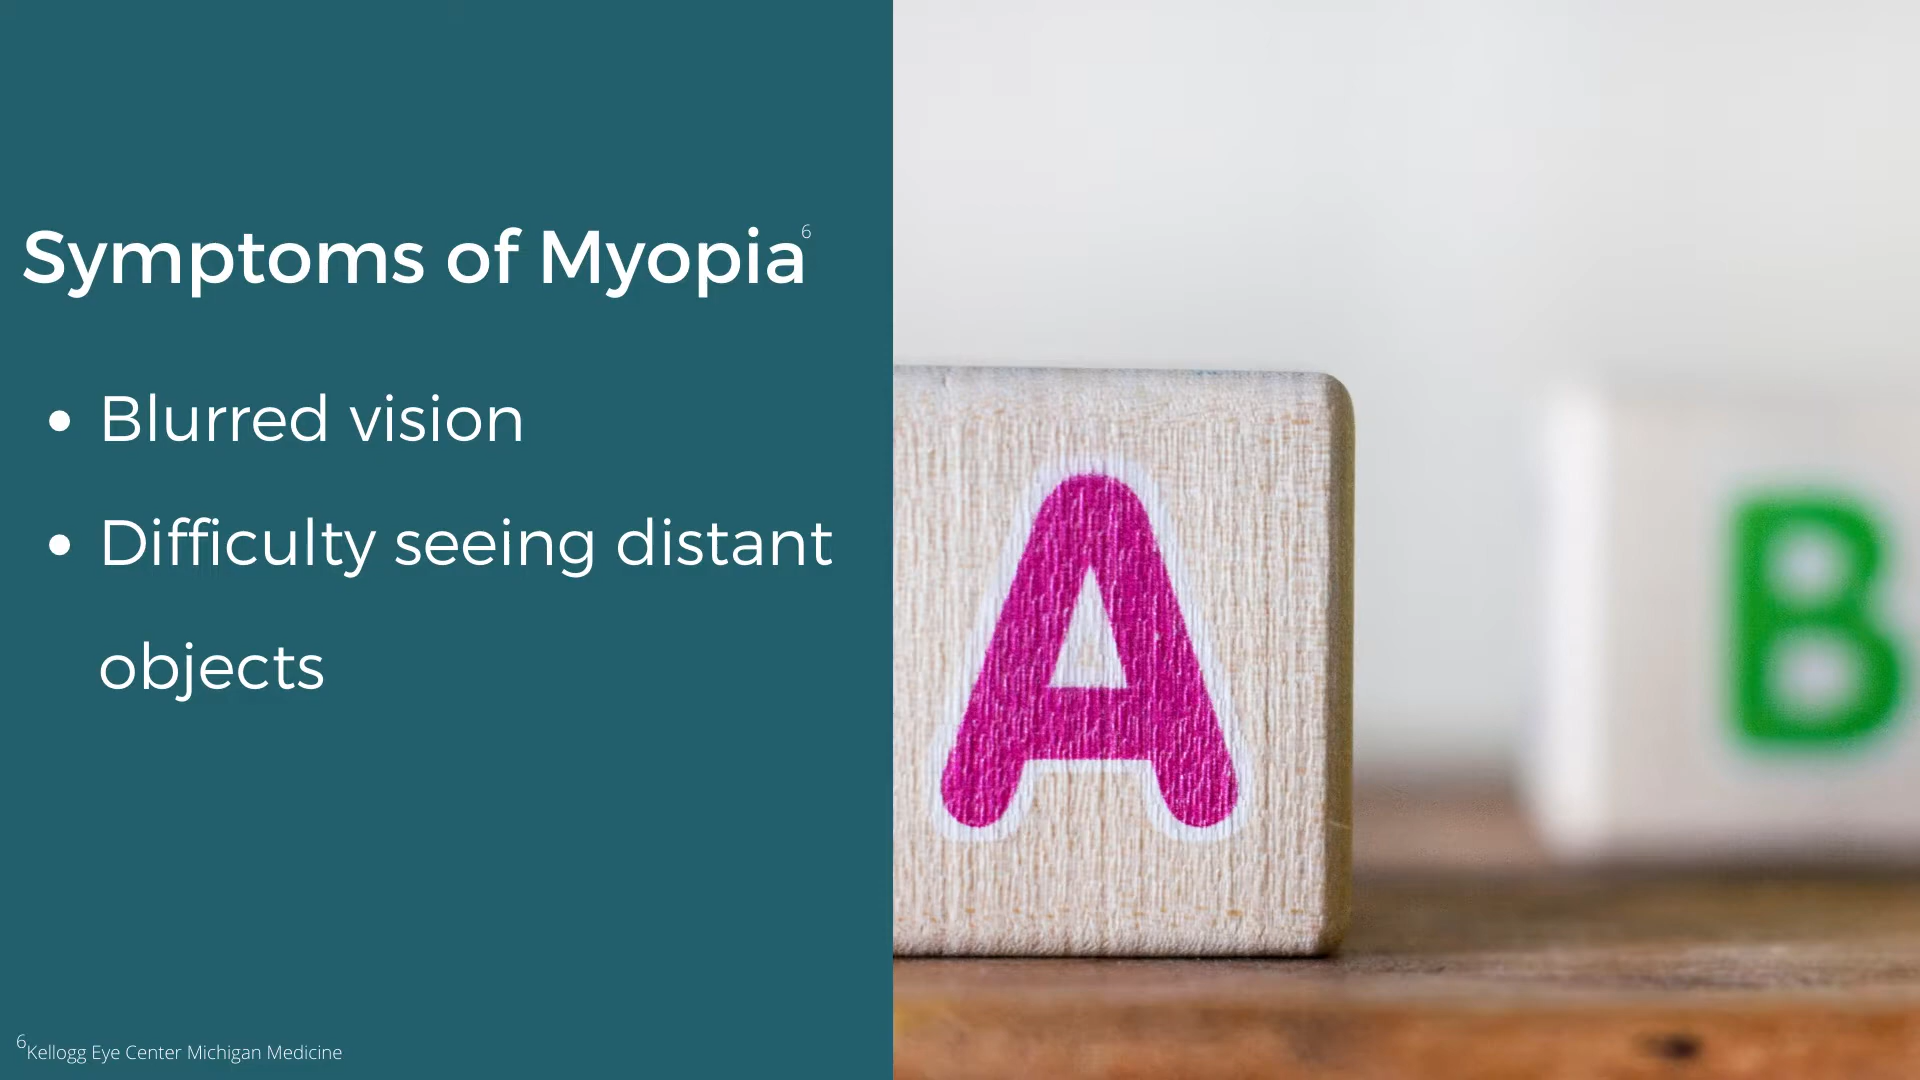 Symptoms of Myopia⁶
• Blurred vision
• Difficulty seeing distant
objects
A
B
⁶Kellogg Eye Center Michigan Medicine